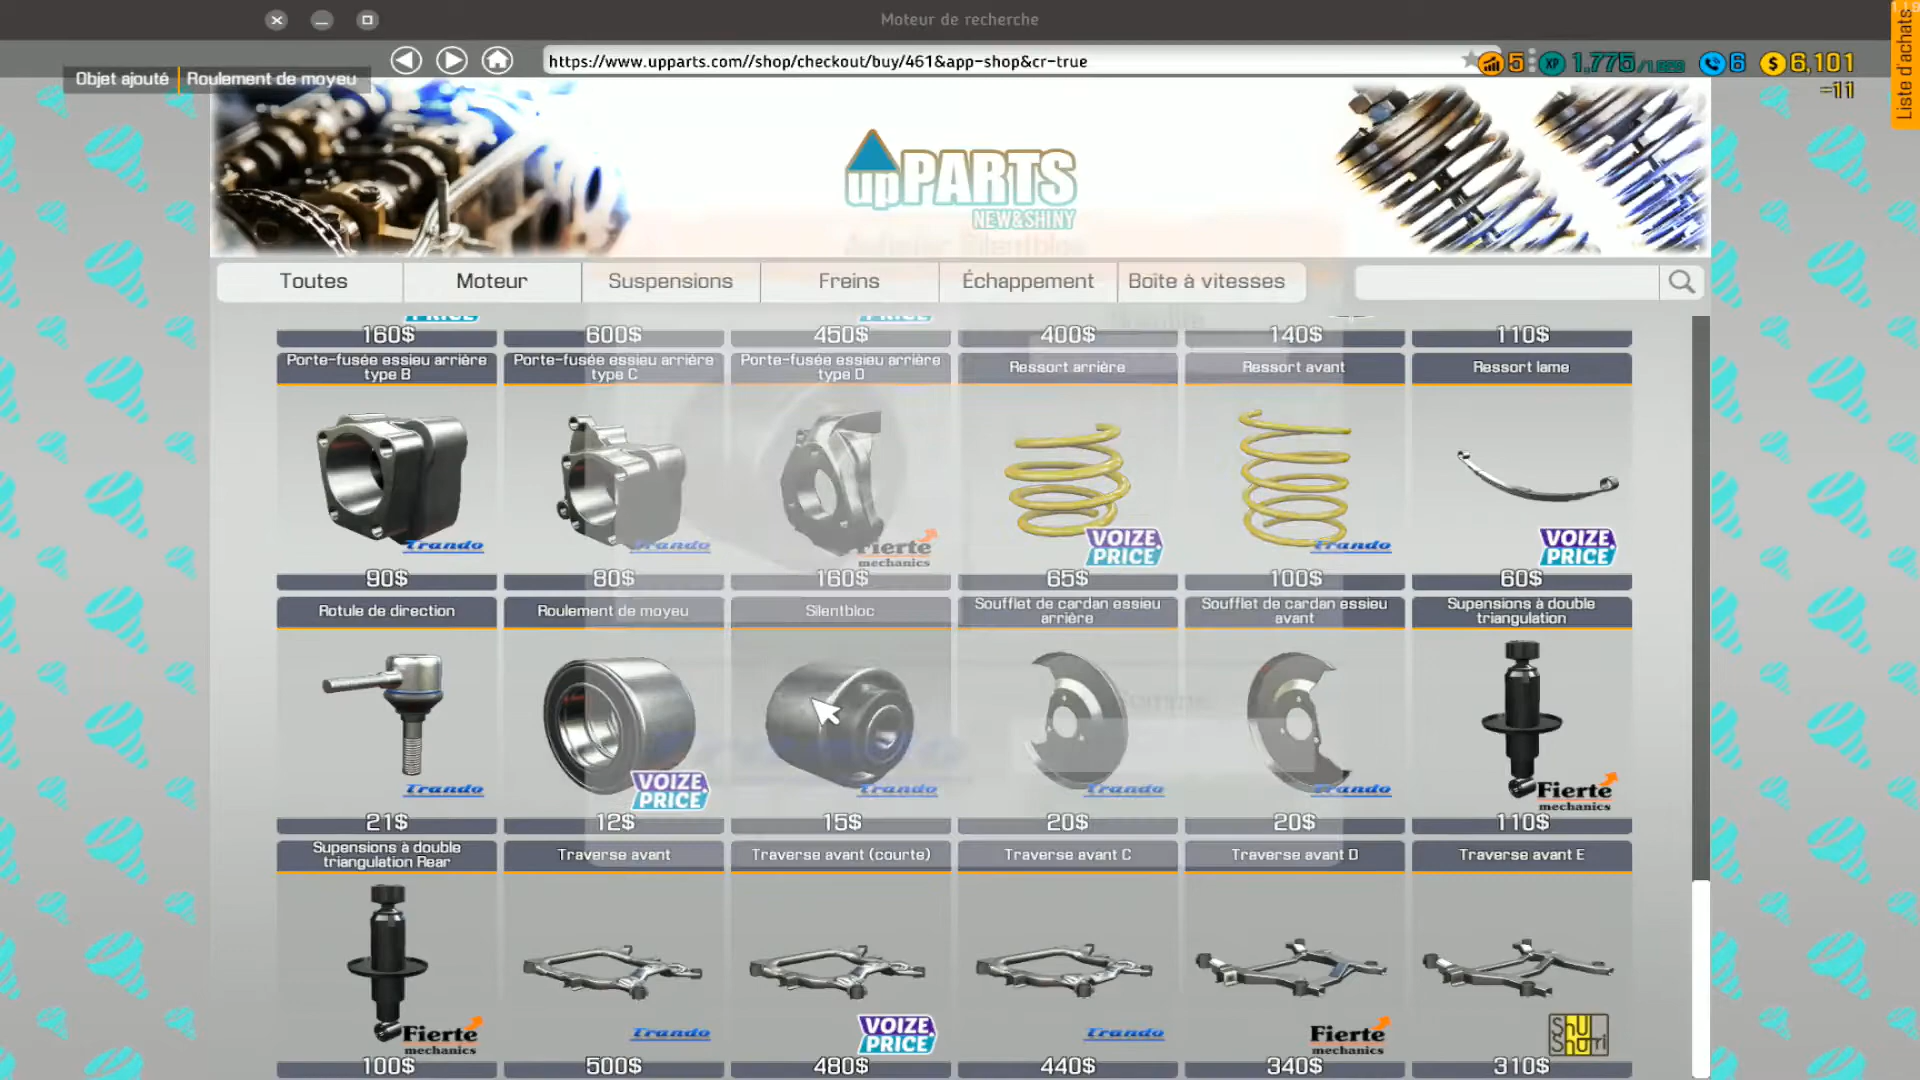 Moteur de recherche
https://www.upparts.com//shop/checkout/buy/461&app-shop&cr-true
5
XP 1,775
6
$ 6,101
-11
Liste d'achats
Objet ajouté Roulement de moyeu
upPARTS
NEW&SHINY
Toutes Moteur Suspensions Freins Échappement Boîte à vitesses
160$ 600$ 450$ 400$ 140$ 110$
Porte-fusée essieu arrière type B
Porte-fusée essieu arrière type C
Porte-fusée essieu arrière type D
Ressort arrière
Ressort avant
Ressort lame
Trando
Trando
Fierte mechanics
VOIZE PRICE
Trando
VOIZE PRICE
90$ 80$ 160$ 65$ 100$ 60$
Rotule de direction
Roulement de moyeu
Silentbloc
Soufflet de cardan essieu arrière
Soufflet de cardan essieu avant
Supensions à double triangulation
Trando
VOIZE PRICE
Trando
Trando
Trando
Fierte mechanics
21$ 12$ 15$ 20$ 20$ 110$
Supensions à double triangulation Rear
Traverse avant
Traverse avant (courte)
Traverse avant C
Traverse avant D
Traverse avant E
Fierte mechanics
Trando
VOIZE PRICE
Trando
Fierte mechanics
100$ 500$ 480$ 440$ 340$ 310$